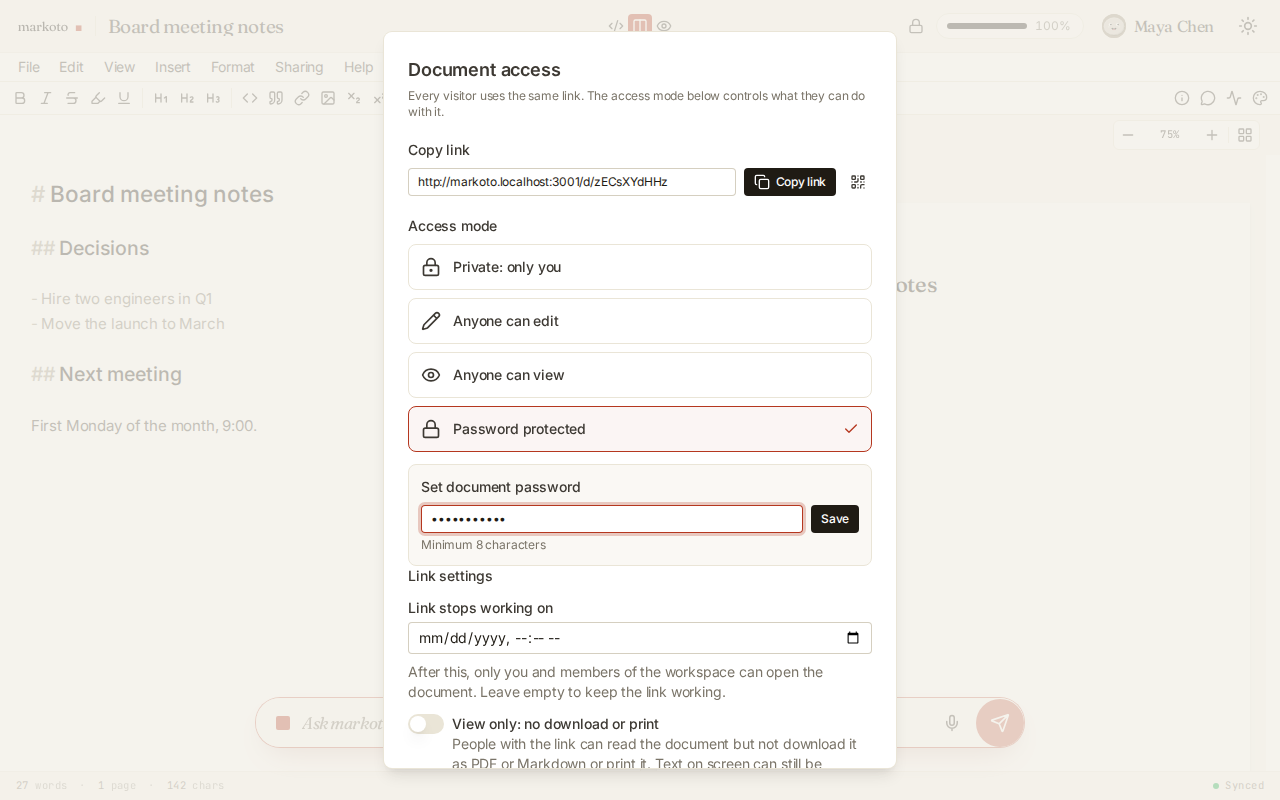 markoto
Board meeting notes
100%
Maya Chen
File Edit View Insert Format Sharing Help
H1 H2 H3
75%
# Board meeting notes
## Decisions
- Hire two engineers in Q1
- Move the launch to March
## Next meeting
First Monday of the month, 9:00.
otes
Document access
Every visitor uses the same link. The access mode below controls what they can do
with it.
Copy link
http://markoto.localhost:3001/d/zECsXYdHHz
Copy link
Access mode
Private: only you
Anyone can edit
Anyone can view
Password protected
Set document password
•••••••••••
Save
Minimum 8 characters
Link settings
Link stops working on
mm/dd/yyyy, --:-- --
After this, only you and members of the workspace can open the
document. Leave empty to keep the link working.
View only: no download or print
People with the link can read the document but not download it
as PDF or Markdown or print it. Text on screen can still be
Ask markot
27 words · 1 page · 142 chars
Synced